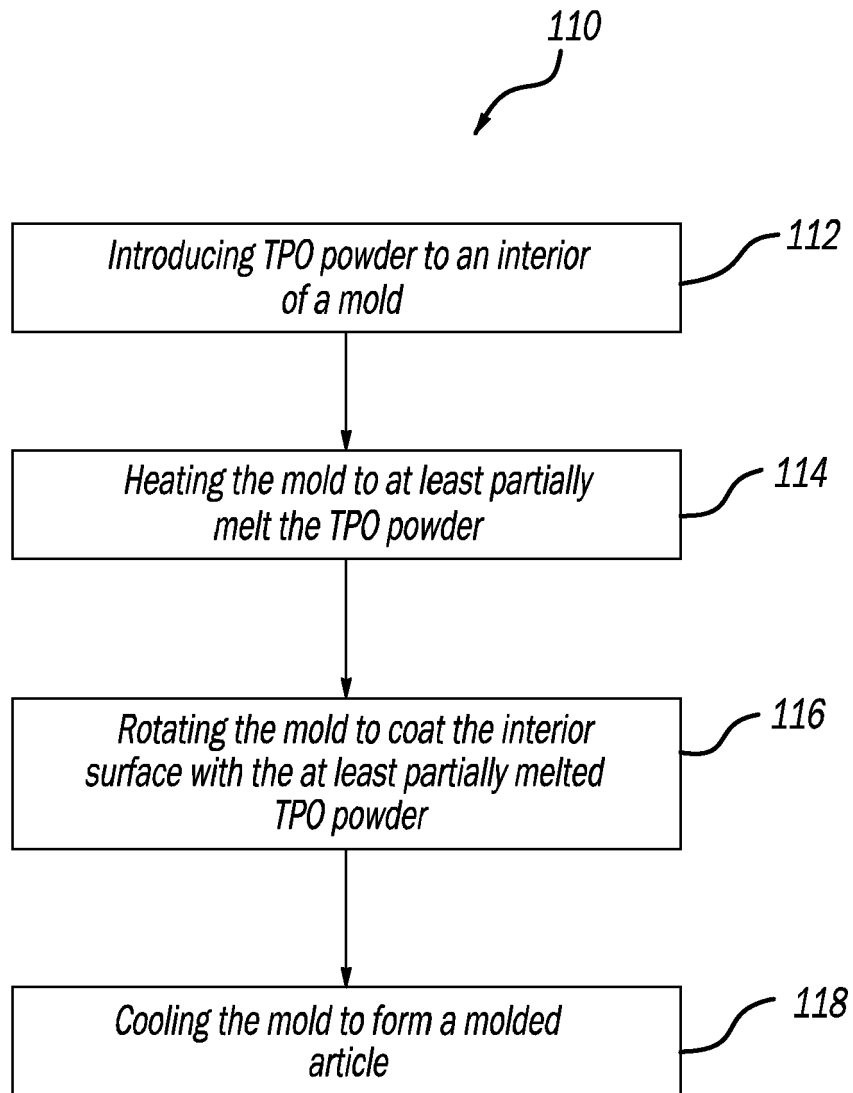 110
Introducing TPO powder to an interior
of a mold
112
Heating the mold to at least partially
melt the TPO powder
114
Rotating the mold to coat the interior
surface with the at least partially melted
TPO powder
116
Cooling the mold to form a molded
article
118